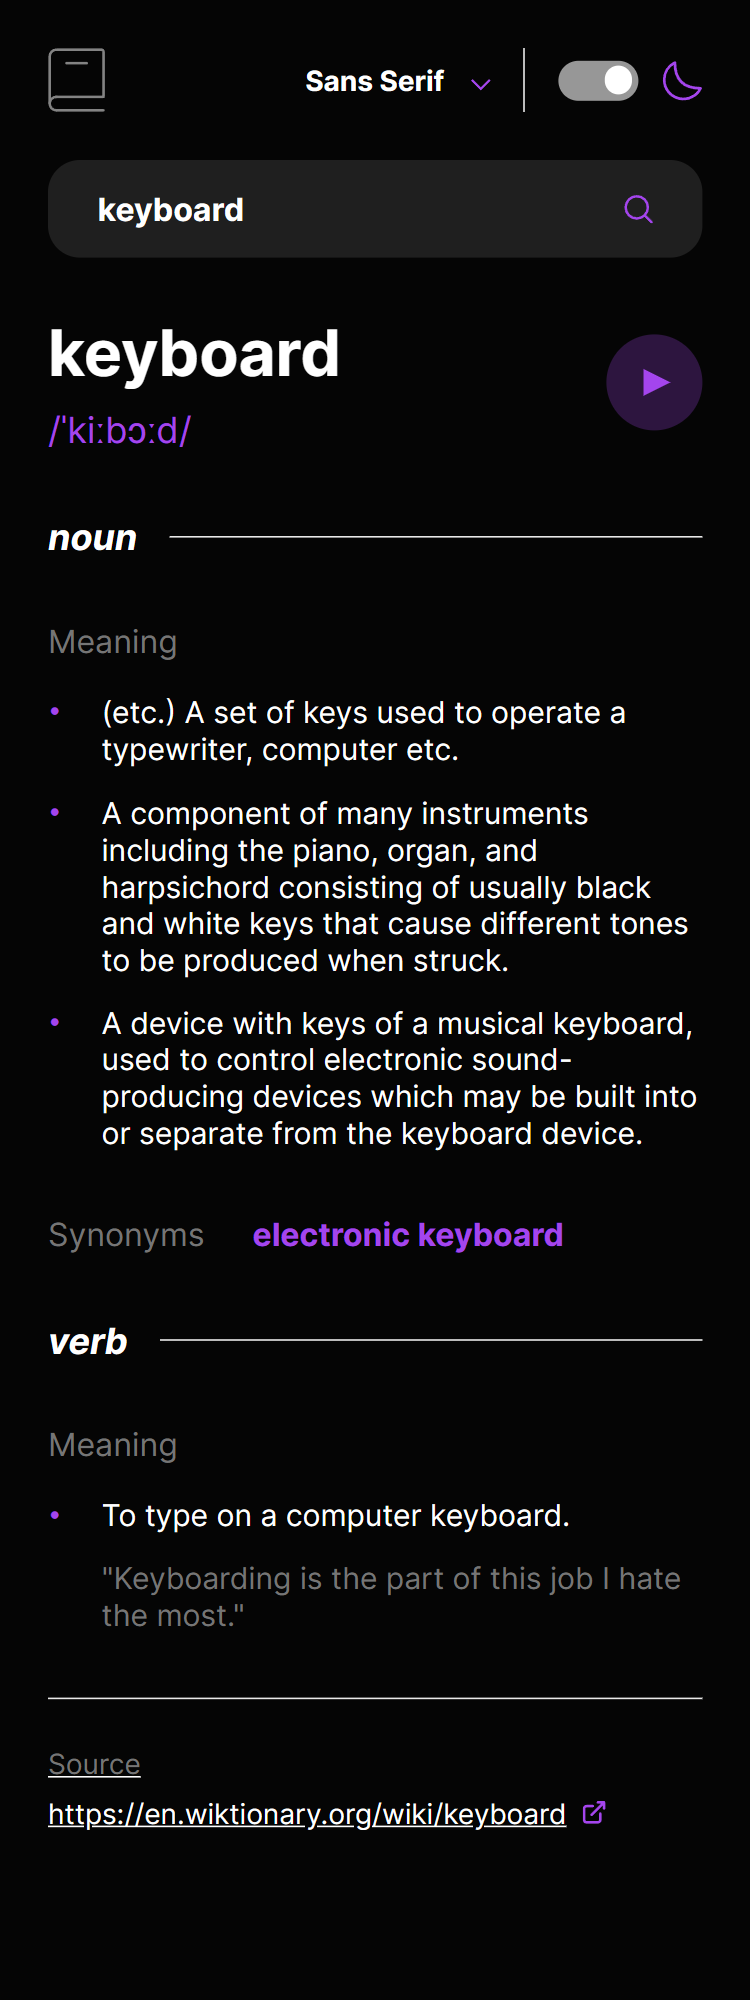 Sans Serif
keyboard
keyboard
/ˈkiːbɔːd/
noun
Meaning
• (etc.) A set of keys used to operate a
typewriter, computer etc.
• A component of many instruments
including the piano, organ, and
harpsichord consisting of usually black
and white keys that cause different tones
to be produced when struck.
• A device with keys of a musical keyboard,
used to control electronic sound-
producing devices which may be built into
or separate from the keyboard device.
Synonyms electronic keyboard
verb
Meaning
• To type on a computer keyboard.
"Keyboarding is the part of this job I hate
the most."
Source
https://en.wiktionary.org/wiki/keyboard